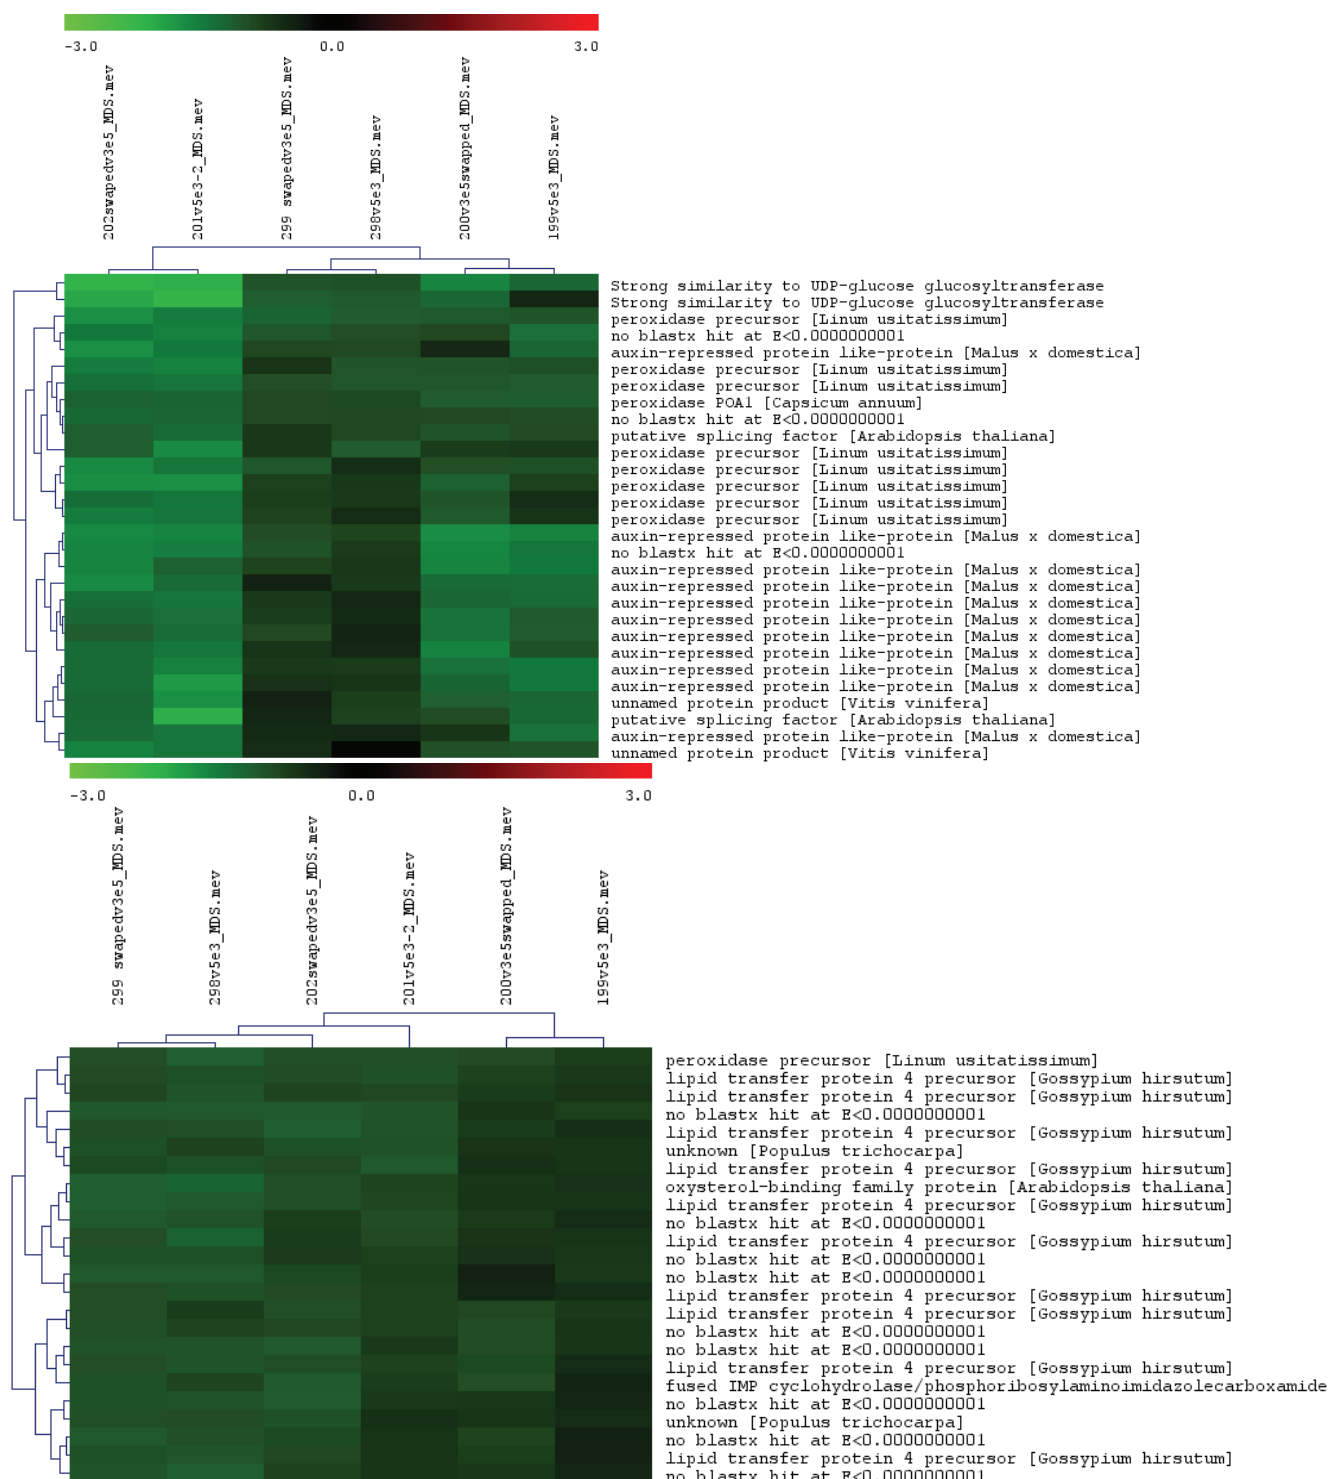 -3.0 0.0 3.0
202swapedv3e5_MDS.mev
201v5e3-2_MDS.mev
299 swapedv3e5_MDS.mev
298v5e3_MDS.mev
200v3e5swapped_MDS.mev
199v5e3_MDS.mev
Strong similarity to UDP-glucose glucosyltransferase
Strong similarity to UDP-glucose glucosyltransferase
peroxidase precursor [Linum usitatissimum]
no blastx hit at E<0.0000000001
auxin-repressed protein like-protein [Malus x domestica]
peroxidase precursor [Linum usitatissimum]
peroxidase precursor [Linum usitatissimum]
peroxidase POA1 [Capsicum annuum]
no blastx hit at E<0.0000000001
putative splicing factor [Arabidopsis thaliana]
peroxidase precursor [Linum usitatissimum]
peroxidase precursor [Linum usitatissimum]
peroxidase precursor [Linum usitatissimum]
peroxidase precursor [Linum usitatissimum]
peroxidase precursor [Linum usitatissimum]
auxin-repressed protein like-protein [Malus x domestica]
no blastx hit at E<0.0000000001
auxin-repressed protein like-protein [Malus x domestica]
auxin-repressed protein like-protein [Malus x domestica]
auxin-repressed protein like-protein [Malus x domestica]
auxin-repressed protein like-protein [Malus x domestica]
auxin-repressed protein like-protein [Malus x domestica]
auxin-repressed protein like-protein [Malus x domestica]
auxin-repressed protein like-protein [Malus x domestica]
auxin-repressed protein like-protein [Malus x domestica]
unnamed protein product [Vitis vinifera]
putative splicing factor [Arabidopsis thaliana]
auxin-repressed protein like-protein [Malus x domestica]
unnamed protein product [Vitis vinifera]
-3.0 0.0 3.0
299 swapedv3e5_MDS.mev
298v5e3_MDS.mev
202swapedv3e5_MDS.mev
201v5e3-2_MDS.mev
200v3e5swapped_MDS.mev
199v5e3_MDS.mev
peroxidase precursor [Linum usitatissimum]
lipid transfer protein 4 precursor [Gossypium hirsutum]
lipid transfer protein 4 precursor [Gossypium hirsutum]
no blastx hit at E<0.0000000001
lipid transfer protein 4 precursor [Gossypium hirsutum]
unknown [Populus trichocarpa]
lipid transfer protein 4 precursor [Gossypium hirsutum]
oxysterol-binding family protein [Arabidopsis thaliana]
lipid transfer protein 4 precursor [Gossypium hirsutum]
no blastx hit at E<0.0000000001
lipid transfer protein 4 precursor [Gossypium hirsutum]
no blastx hit at E<0.0000000001
no blastx hit at E<0.0000000001
lipid transfer protein 4 precursor [Gossypium hirsutum]
lipid transfer protein 4 precursor [Gossypium hirsutum]
no blastx hit at E<0.0000000001
no blastx hit at E<0.0000000001
lipid transfer protein 4 precursor [Gossypium hirsutum]
fused IMP cyclohydrolase/phosphoribosylaminoimidazolecarboxamide
no blastx hit at E<0.0000000001
unknown [Populus trichocarpa]
no blastx hit at E<0.0000000001
lipid transfer protein 4 precursor [Gossypium hirsutum]
no blastx hit at E<0.0000000001